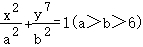 x²/a² + y⁷/b² = 1(a＞b＞6)